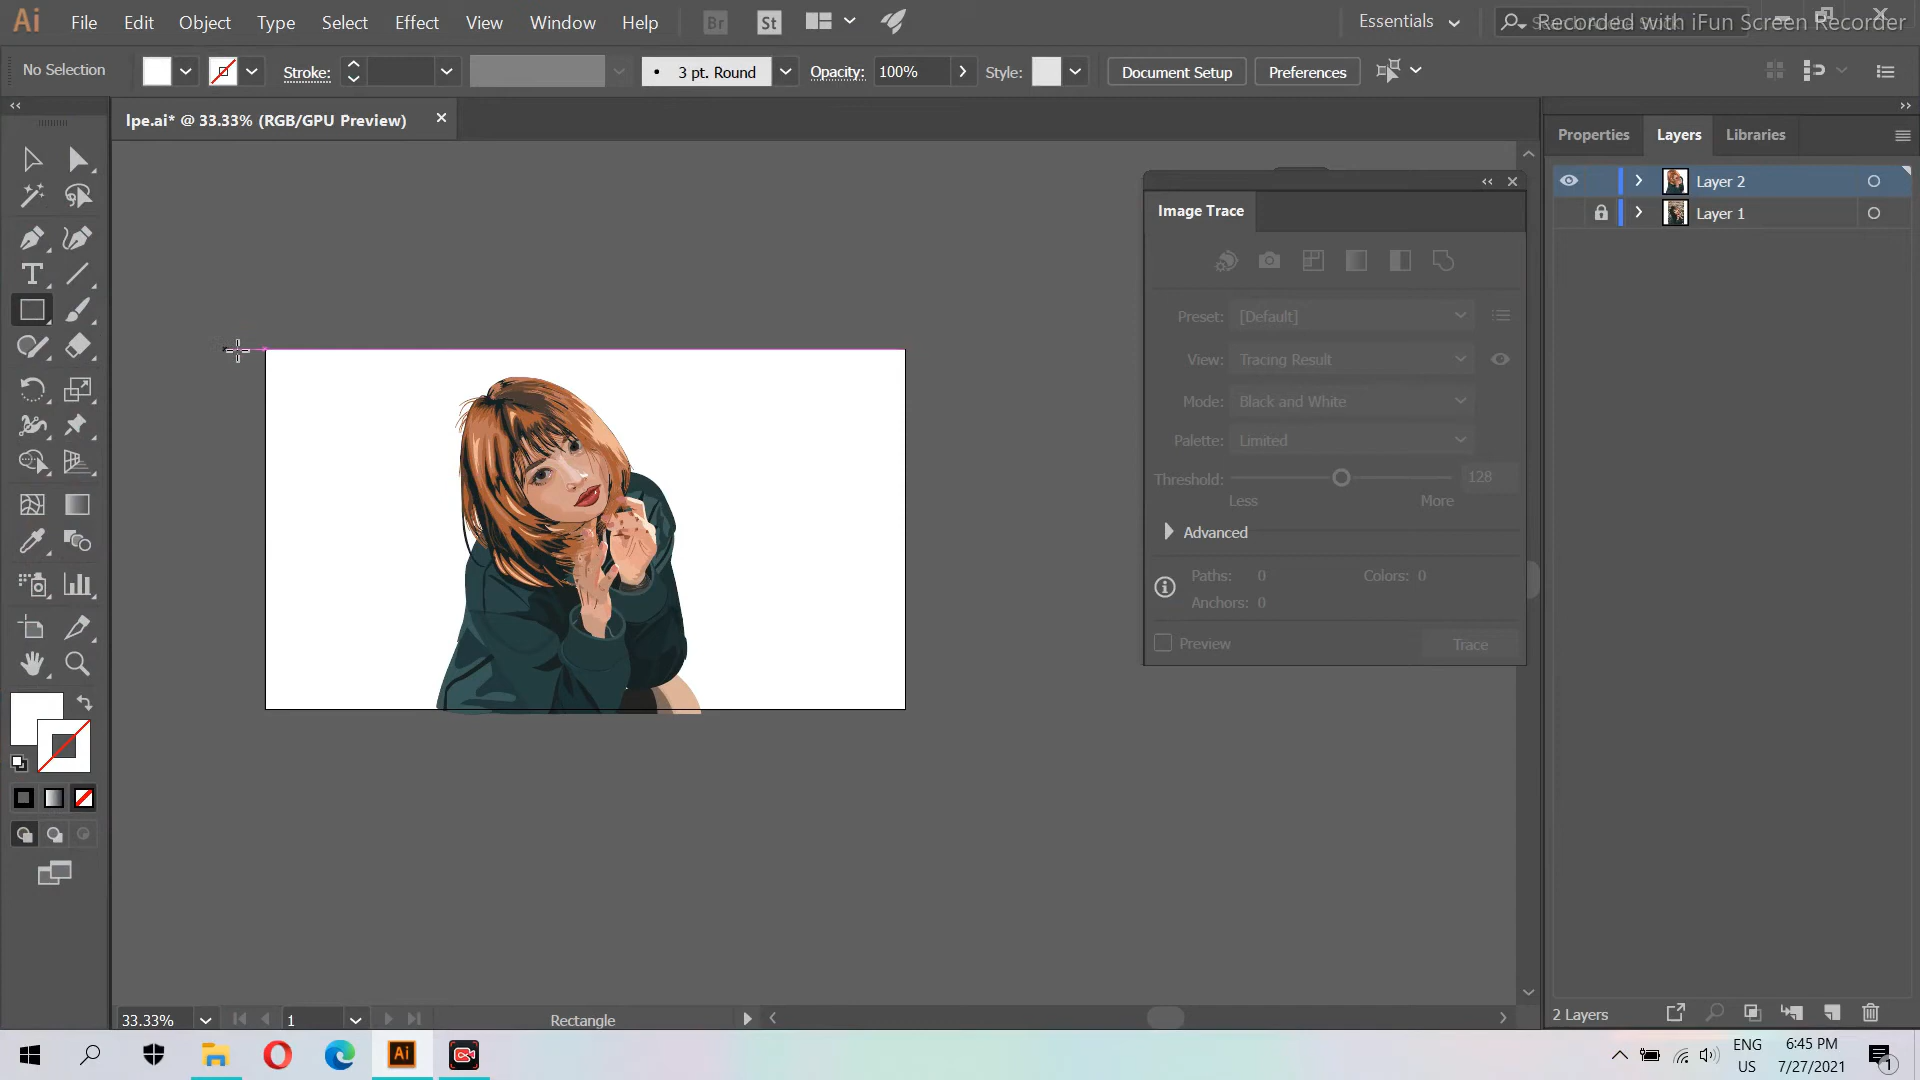 Ai File Edit Object Type Select Effect View Window Help Br St Essentials Recorded with iFun Screen Recorder
No Selection Stroke: 3 pt. Round Opacity: 100% Style: Document Setup Preferences
Ipe.ai* @ 33.33% (RGB/GPU Preview)
Properties Layers Libraries
Layer 2
Layer 1
Image Trace
Preset: [Default]
View: Tracing Result
Mode: Black and White
Palette: Limited
Threshold: 128
Less More
Advanced
Paths: 0 Colors: 0
Anchors: 0
Preview Trace
33.33% 1 Rectangle
2 Layers
Ai ENG 6:45 PM
US 7/27/2021 1